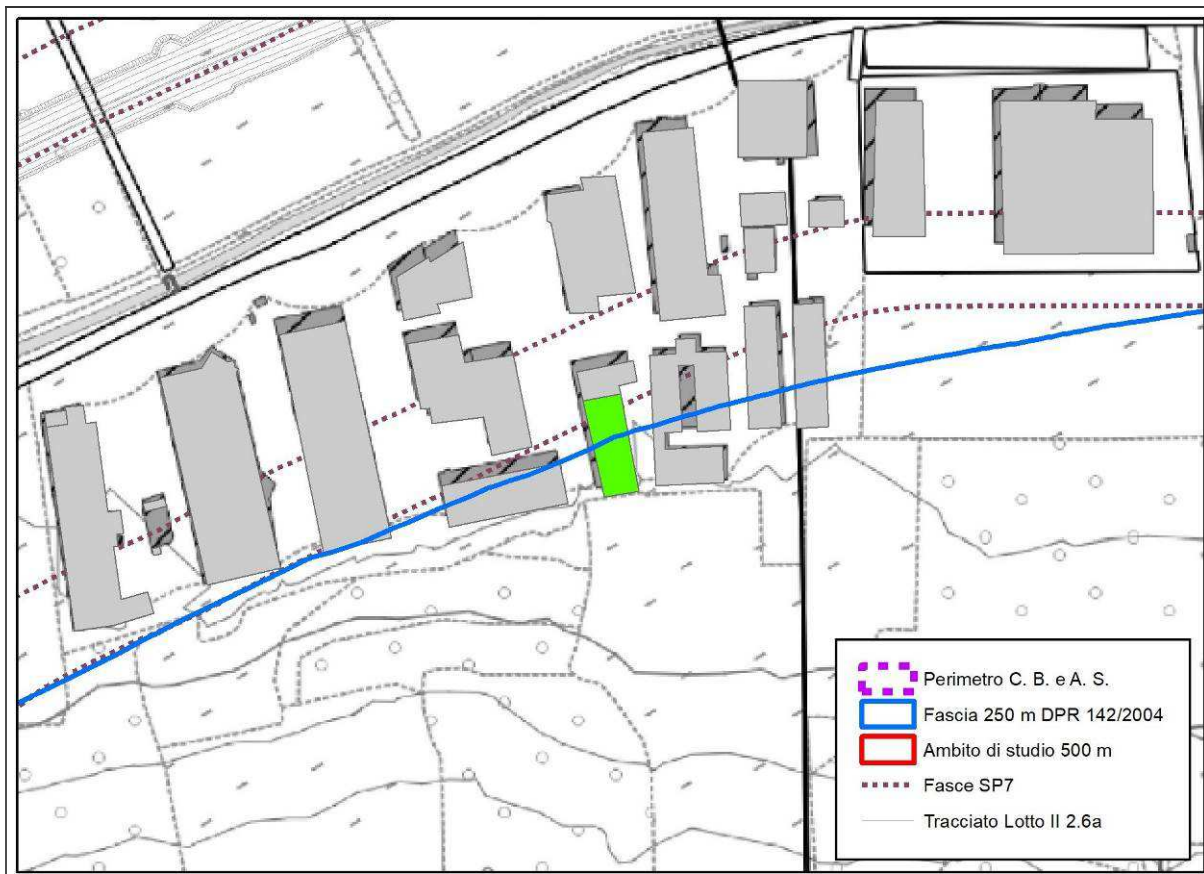 Perimetro C. B. e A. S.
Fascia 250 m DPR 142/2004
Ambito di studio 500 m
Fasce SP7
Tracciato Lotto II 2.6a